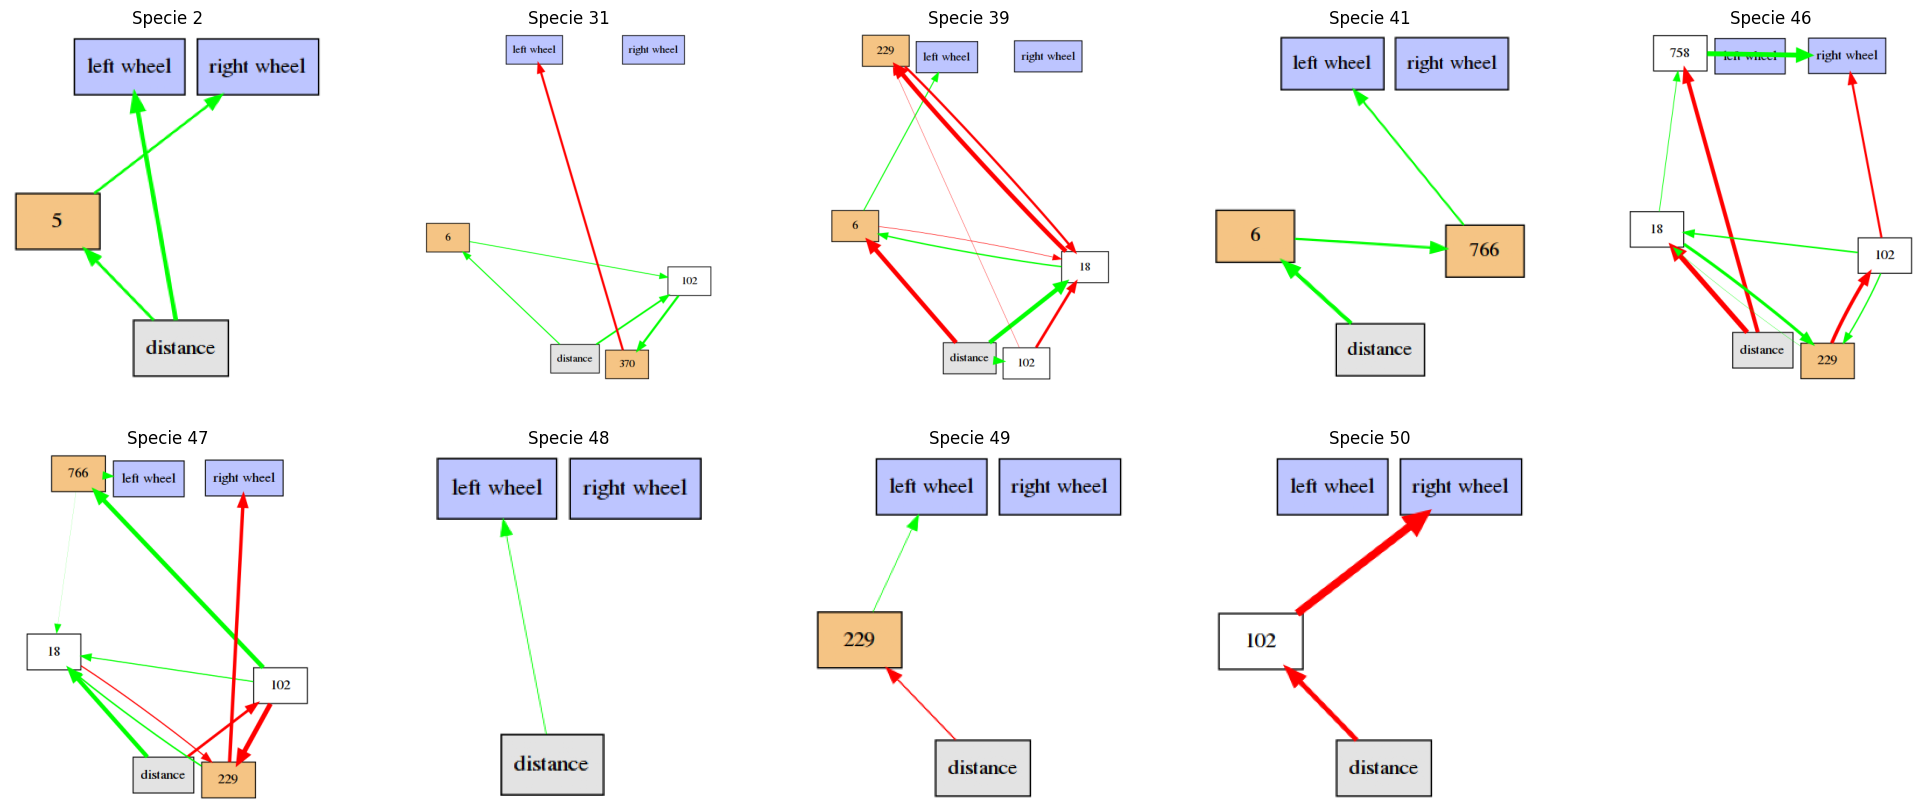 Specie 2
left wheel
right wheel
5
distance
Specie 31
left wheel
right wheel
6
102
distance
370
Specie 39
229
left wheel
right wheel
6
18
distance
102
Specie 41
left wheel
right wheel
6
766
distance
Specie 46
758
left wheel
right wheel
18
102
distance
229
Specie 47
766
left wheel
right wheel
18
102
distance
229
Specie 48
left wheel
right wheel
distance
Specie 49
left wheel
right wheel
229
distance
Specie 50
left wheel
right wheel
102
distance